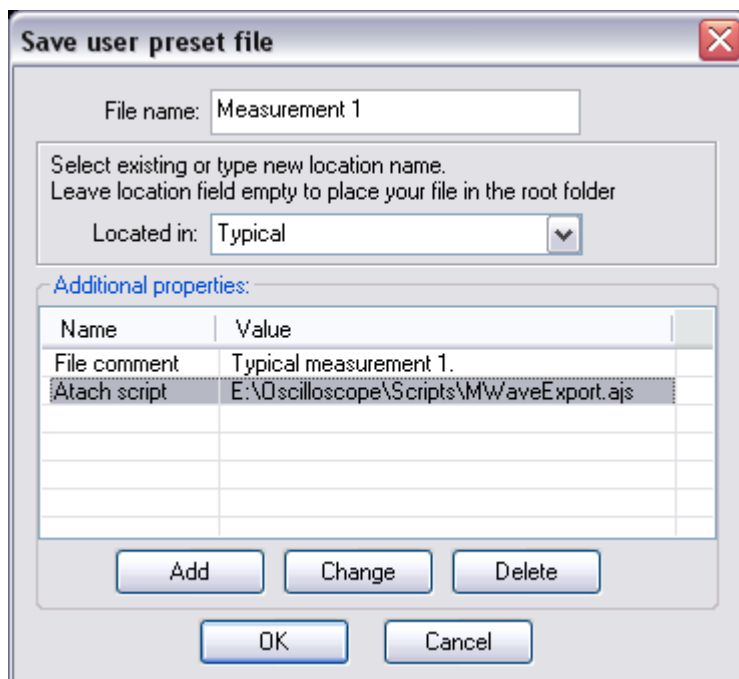 Save user preset file
File name: Measurement 1
Select existing or type new location name.
Leave location field empty to place your file in the root folder
Located in: Typical
Additional properties:
Name Value
File comment Typical measurement 1.
Atach script E:\Oscilloscope\Scripts\MWaveExport.ajs
Add Change Delete
OK Cancel